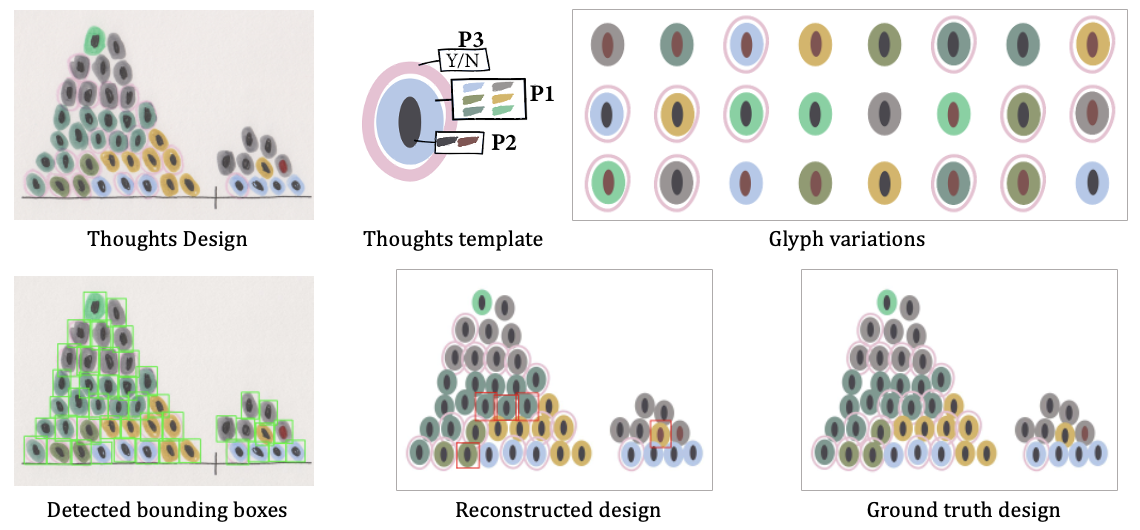 P3
Y/N
P1
P2
Thoughts Design
Thoughts template
Glyph variations
Detected bounding boxes
Reconstructed design
Ground truth design